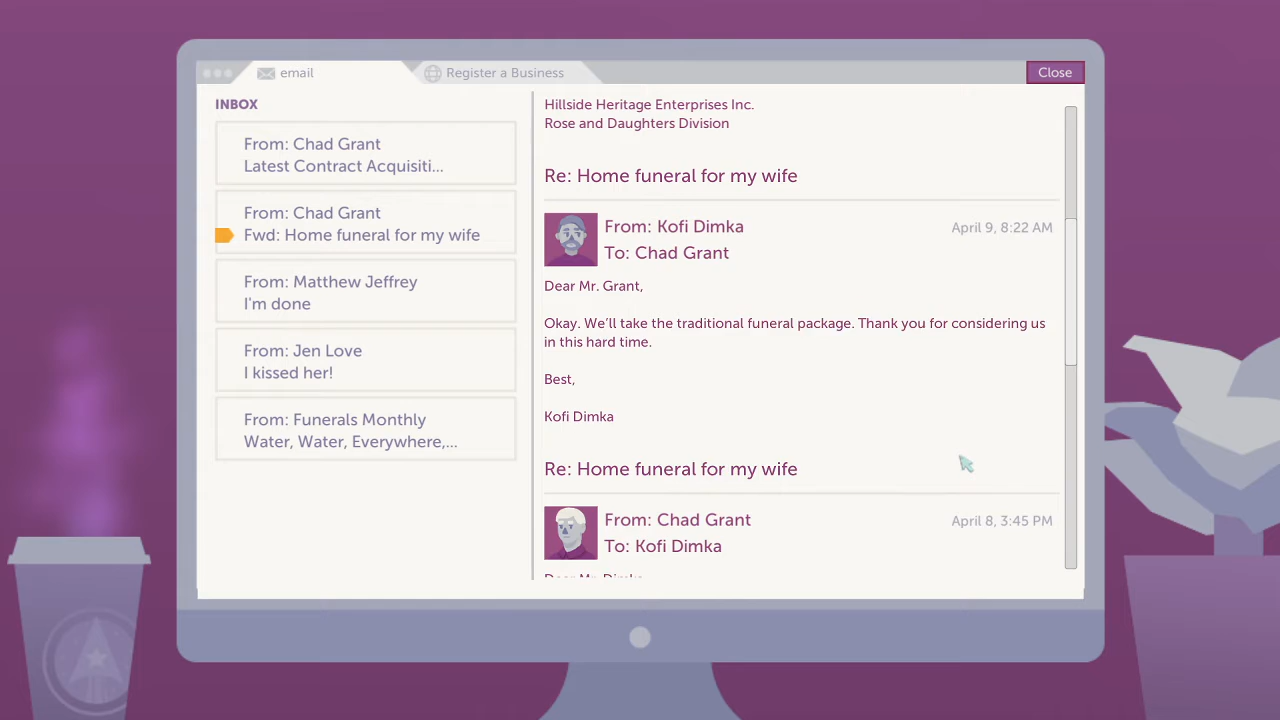 email
Register a Business
Close
INBOX
From: Chad Grant
Latest Contract Acquisiti...
From: Chad Grant
Fwd: Home funeral for my wife
From: Matthew Jeffrey
I'm done
From: Jen Love
I kissed her!
From: Funerals Monthly
Water, Water, Everywhere,...
Hillside Heritage Enterprises Inc.
Rose and Daughters Division
Re: Home funeral for my wife
From: Kofi Dimka
April 9, 8:22 AM
To: Chad Grant
Dear Mr. Grant,
Okay. We'll take the traditional funeral package. Thank you for considering us
in this hard time.
Best,
Kofi Dimka
Re: Home funeral for my wife
From: Chad Grant
April 8, 3:45 PM
To: Kofi Dimka